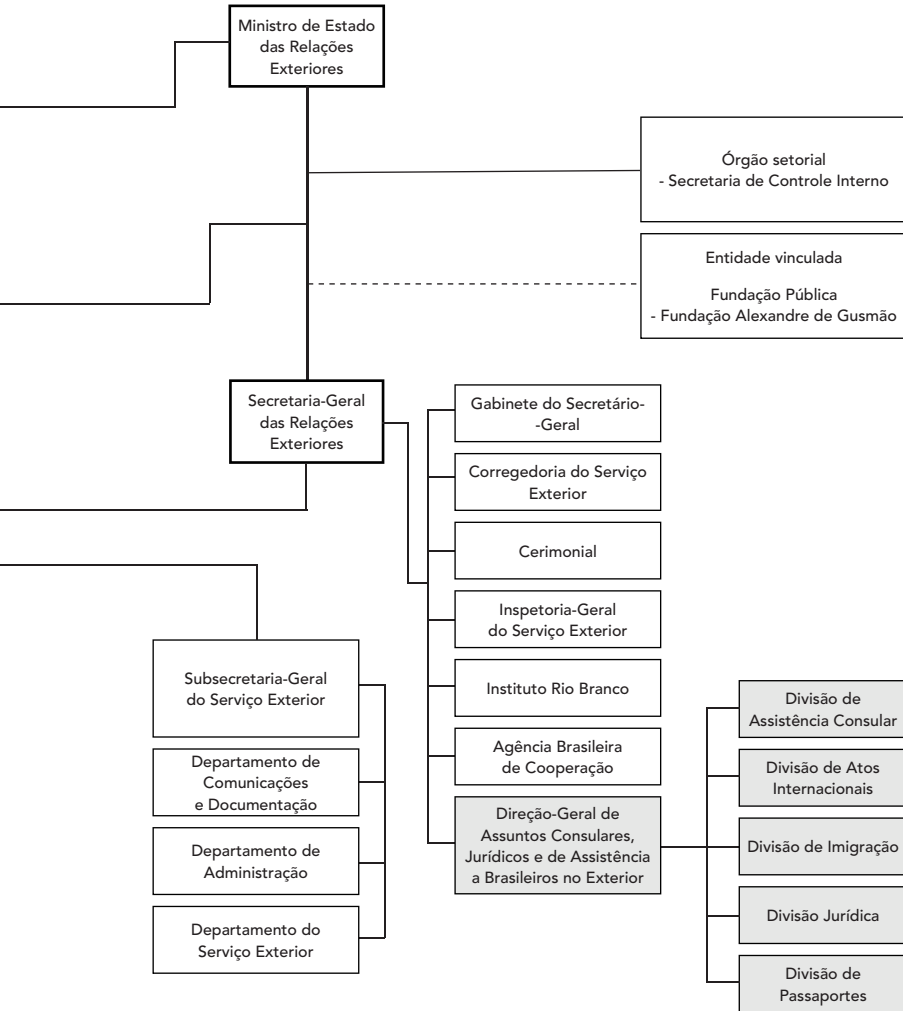 Ministro de Estado
das Relações
Exteriores
Órgão setorial
- Secretaria de Controle Interno
Entidade vinculada
Fundação Pública
- Fundação Alexandre de Gusmão
Secretaria-Geral
das Relações
Exteriores
Gabinete do Secretário-
-Geral
Corregedoria do Serviço
Exterior
Cerimonial
Inspetoria-Geral
do Serviço Exterior
Instituto Rio Branco
Agência Brasileira
de Cooperação
Direção-Geral de
Assuntos Consulares,
Jurídicos e de Assistência
a Brasileiros no Exterior
Subsecretaria-Geral
do Serviço Exterior
Departamento de
Comunicações
e Documentação
Departamento de
Administração
Departamento do
Serviço Exterior
Divisão de
Assistência Consular
Divisão de Atos
Internacionais
Divisão de Imigração
Divisão Jurídica
Divisão de
Passaportes